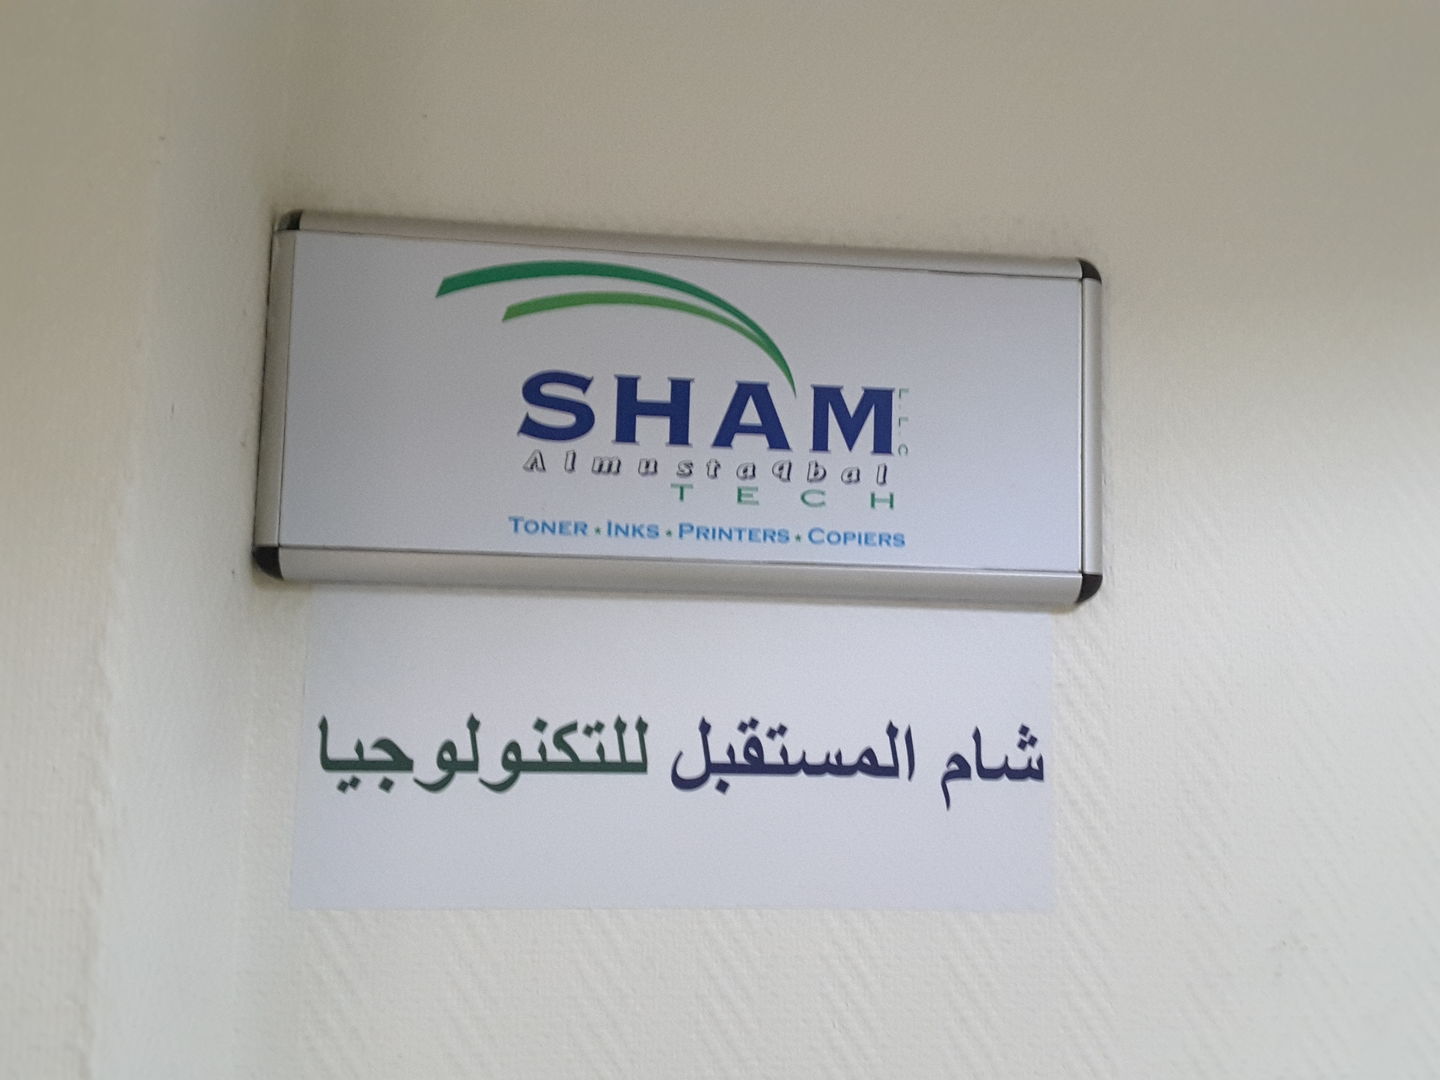 SHAM L.L.C
Almustaqbal
TECH
TONER ★ INKS ★ PRINTERS ★ COPIERS
شام المستقبل للتكنولوجيا